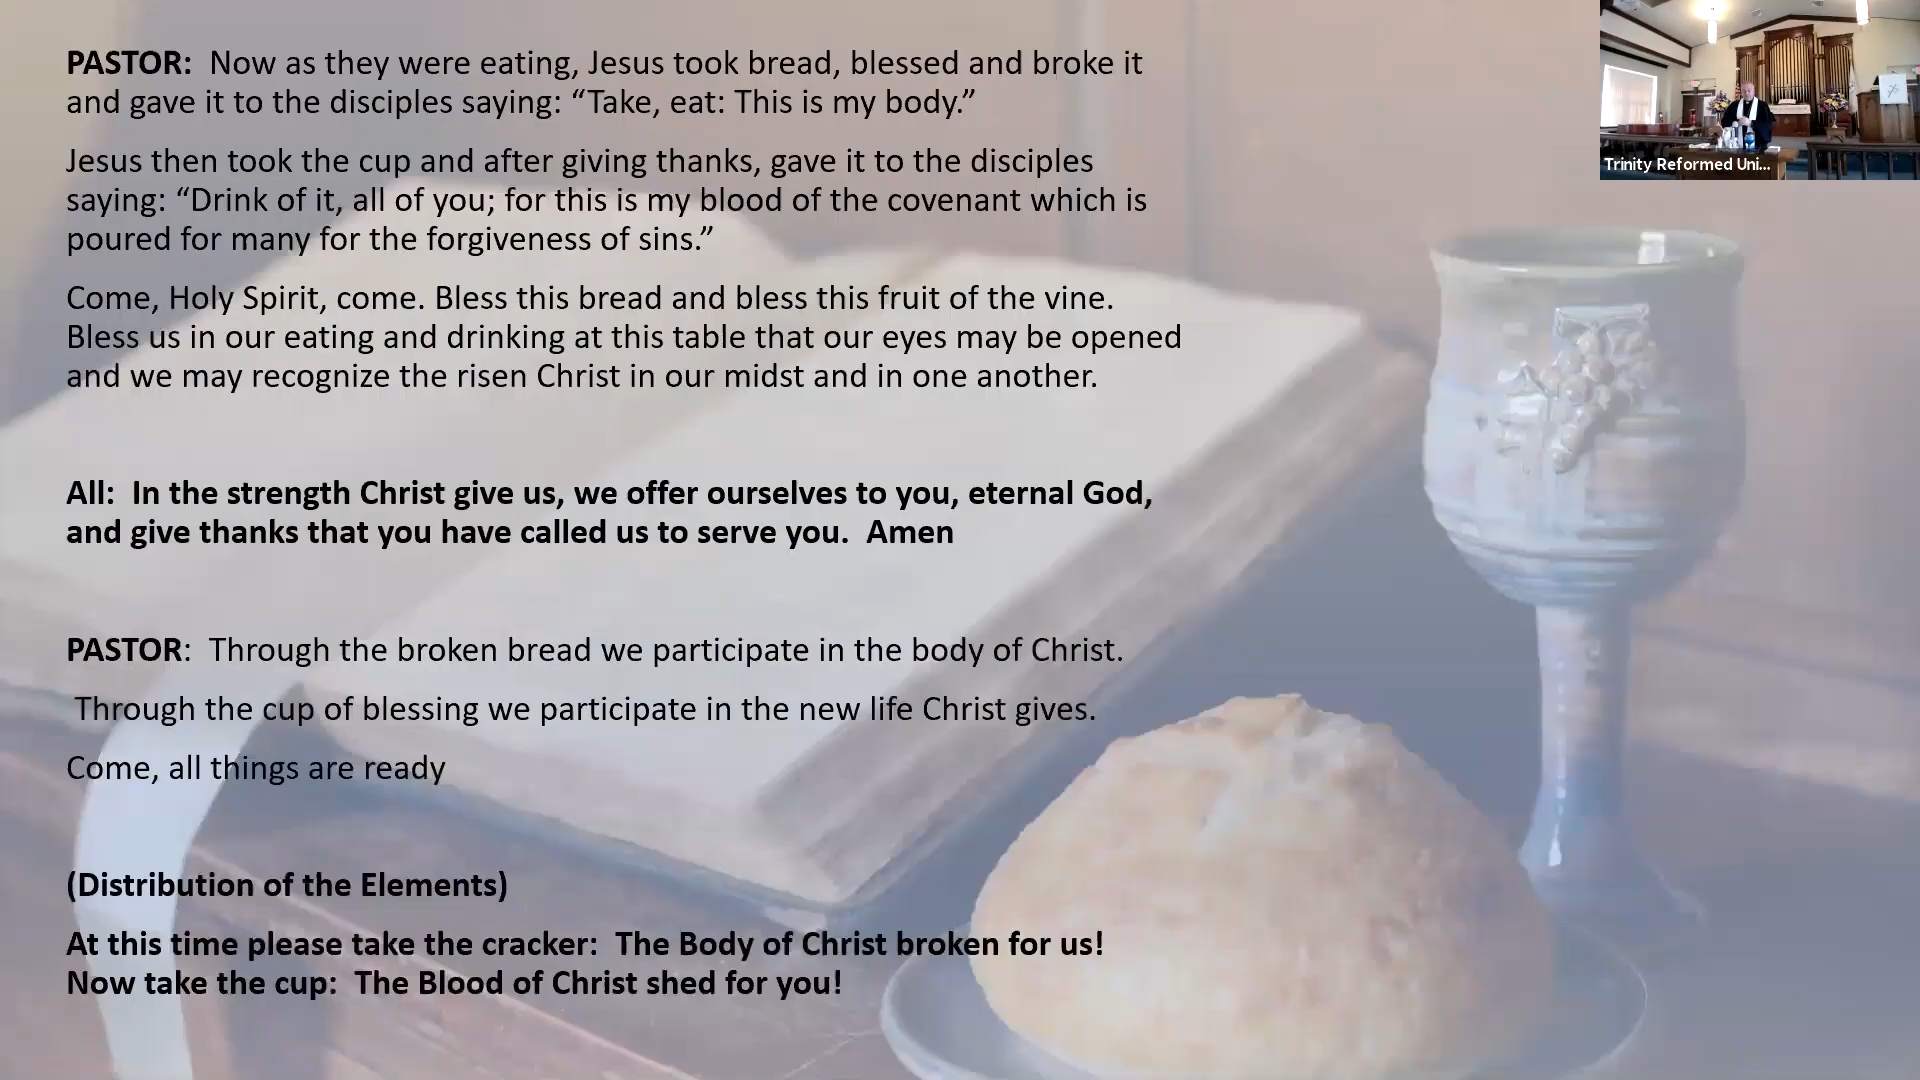 PASTOR:  Now as they were eating, Jesus took bread, blessed and broke it
and gave it to the disciples saying: “Take, eat: This is my body.”
Jesus then took the cup and after giving thanks, gave it to the disciples
saying: “Drink of it, all of you; for this is my blood of the covenant which is
poured for many for the forgiveness of sins.”
Come, Holy Spirit, come. Bless this bread and bless this fruit of the vine.
Bless us in our eating and drinking at this table that our eyes may be opened
and we may recognize the risen Christ in our midst and in one another.
All:  In the strength Christ give us, we offer ourselves to you, eternal God,
and give thanks that you have called us to serve you.  Amen
PASTOR:  Through the broken bread we participate in the body of Christ.
Through the cup of blessing we participate in the new life Christ gives.
Come, all things are ready
(Distribution of the Elements)
At this time please take the cracker:  The Body of Christ broken for us!
Now take the cup:  The Blood of Christ shed for you!
Trinity Reformed Uni...